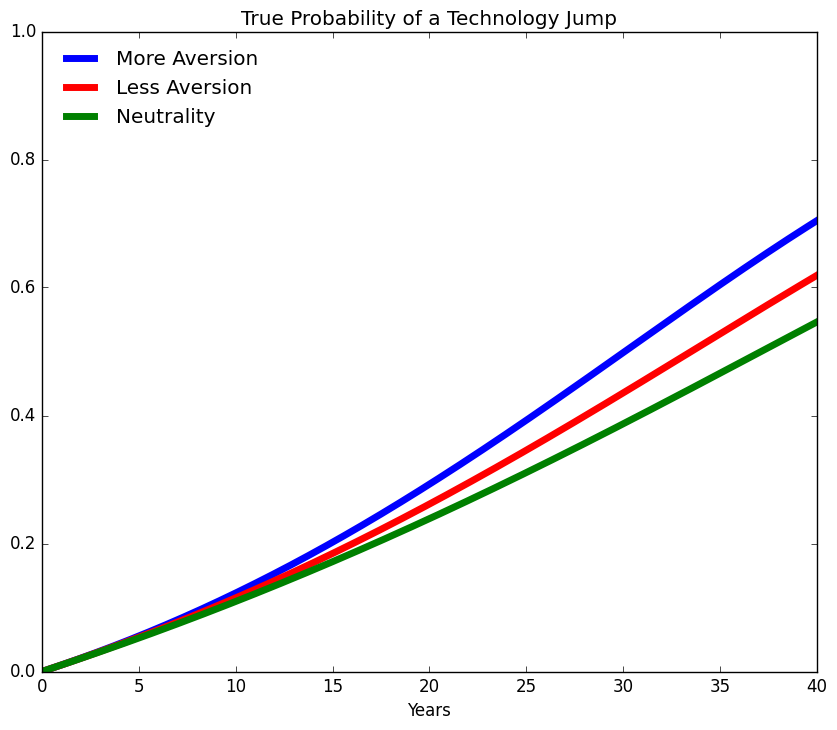 True Probability of a Technology Jump
1.0
More Aversion
Less Aversion
Neutrality
0.8
0.6
0.4
0.2
0.0
0 5 10 15 20 25 30 35 40
Years